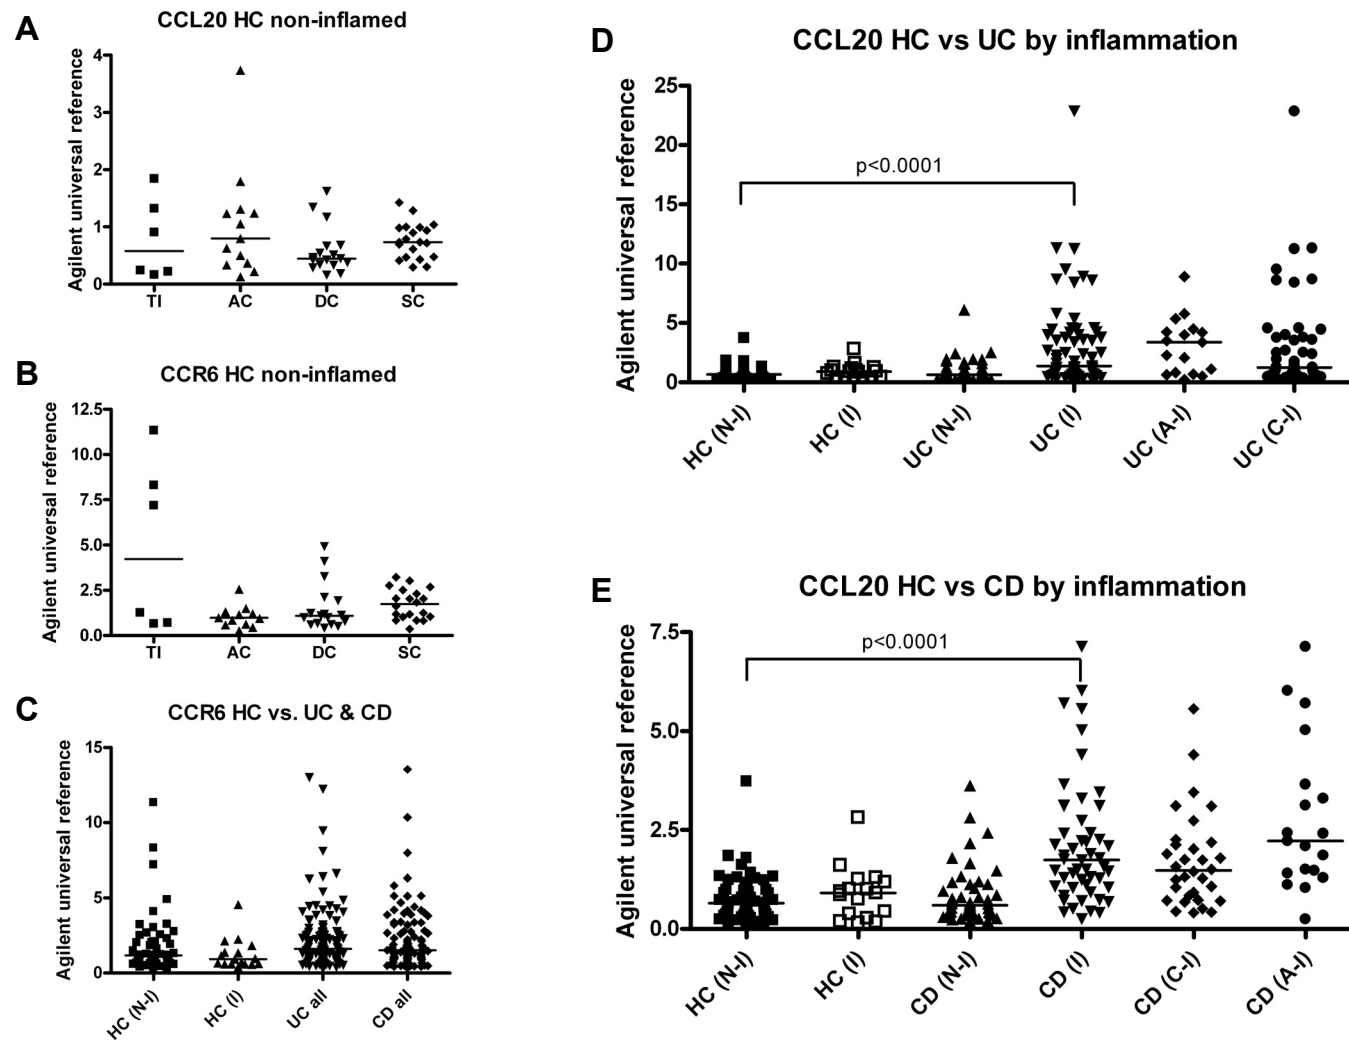 A
CCL20 HC non-inflamed
Agilent universal reference
4
3
2
1
0
TI AC DC SC
B
CCR6 HC non-inflamed
Agilent universal reference
12.5
10.0
7.5
5.0
2.5
0.0
TI AC DC SC
C
CCR6 HC vs. UC & CD
Agilent universal reference
15
10
5
0
HC (N-I) HC (I) UC all CD all
D
CCL20 HC vs UC by inflammation
Agilent universal reference
25
20
15
10
5
0
p<0.0001
HC (N-I) HC (I) UC (N-I) UC (I) UC (A-I) UC (C-I)
E
CCL20 HC vs CD by inflammation
Agilent universal reference
7.5
5.0
2.5
0.0
p<0.0001
HC (N-I) HC (I) CD (N-I) CD (I) CD (C-I) CD (A-I)